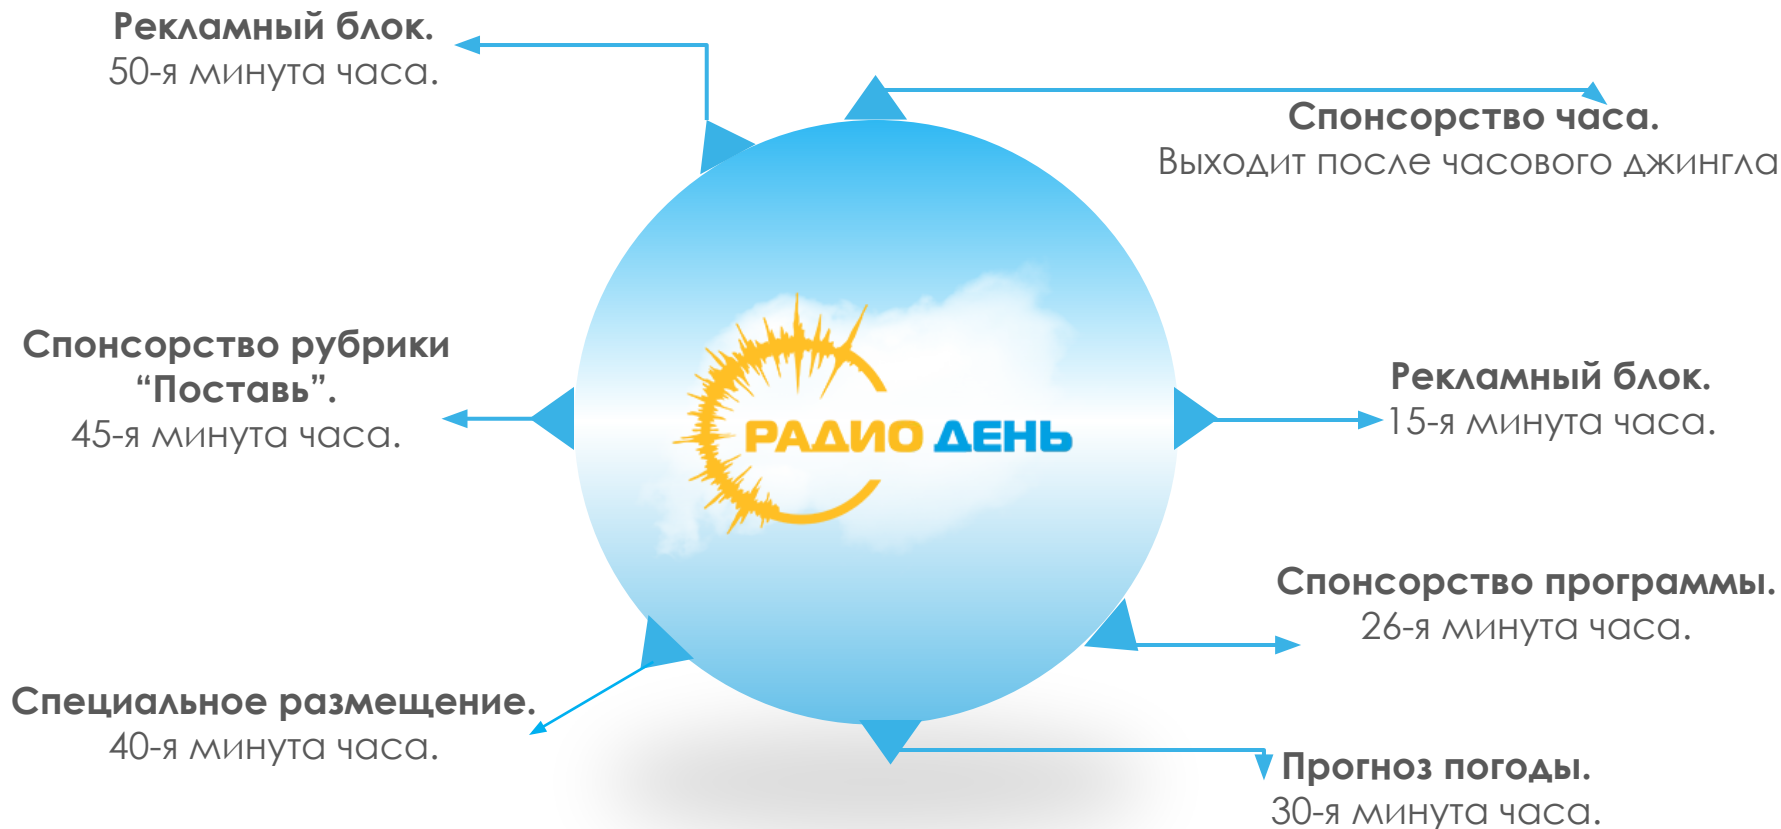 Рекламный блок.
50-я минута часа.
Спонсорство часа.
Выходит после часового джингла
Спонсорство рубрики
“Поставь”.
45-я минута часа.
РАДИО ДЕНЬ
Рекламный блок.
15-я минута часа.
Спонсорство программы.
26-я минута часа.
Специальное размещение.
40-я минута часа.
Прогноз погоды.
30-я минута часа.